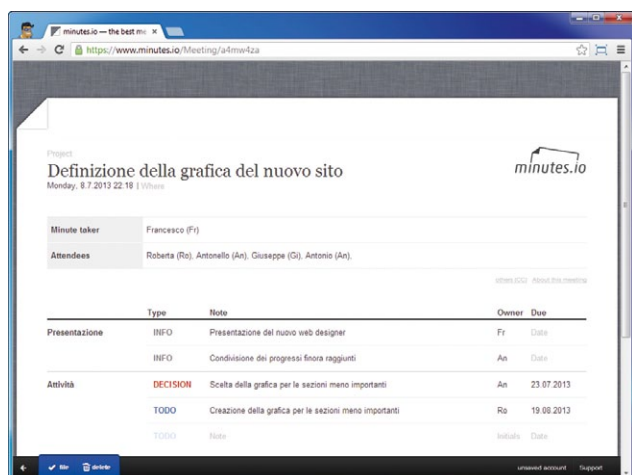 minutes.io — the best me
https://www.minutes.io/Meeting/a4mw4za
Project
Definizione della grafica del nuovo sito
Monday, 8.7.2013 22:18 | Where
minutes.io
Minute taker Francesco (Fr)
Attendees Roberta (Ro), Antonello (An), Giuseppe (Gi), Antonio (An),
others (CC) About this meeting
Type Note Owner Due
Presentazione INFO Presentazione del nuovo web designer Fr Date
INFO Condivisione dei progressi finora raggiunti An Date
Attività DECISION Scelta della grafica per le sezioni meno importanti An 23.07.2013
TODO Creazione della grafica per le sezioni meno importanti Ro 19.08.2013
TODO Note Initials Date
file delete unsaved account Support